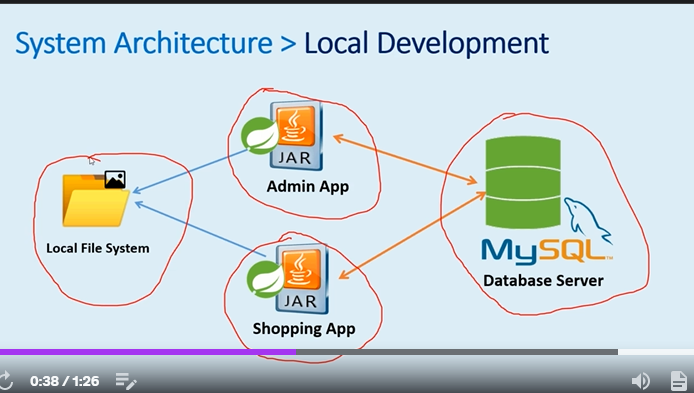 System Architecture > Local Development
JAR
Admin App
Local File System
MySQL™
Database Server
JAR
Shopping App
0:38 / 1:26